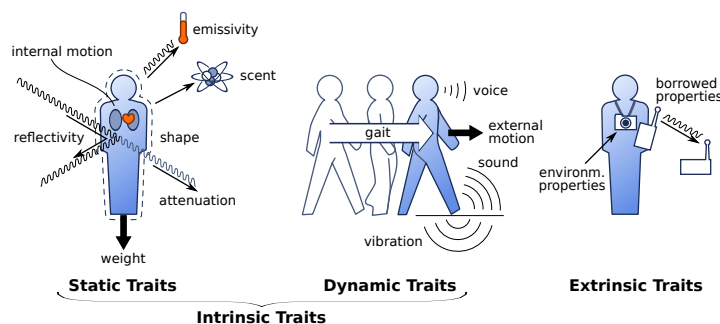 emissivity
internal motion
scent
reflectivity
shape
attenuation
weight
voice
gait
external
motion
sound
vibration
borrowed
properties
environm.
properties
Static Traits
Dynamic Traits
Extrinsic Traits
Intrinsic Traits